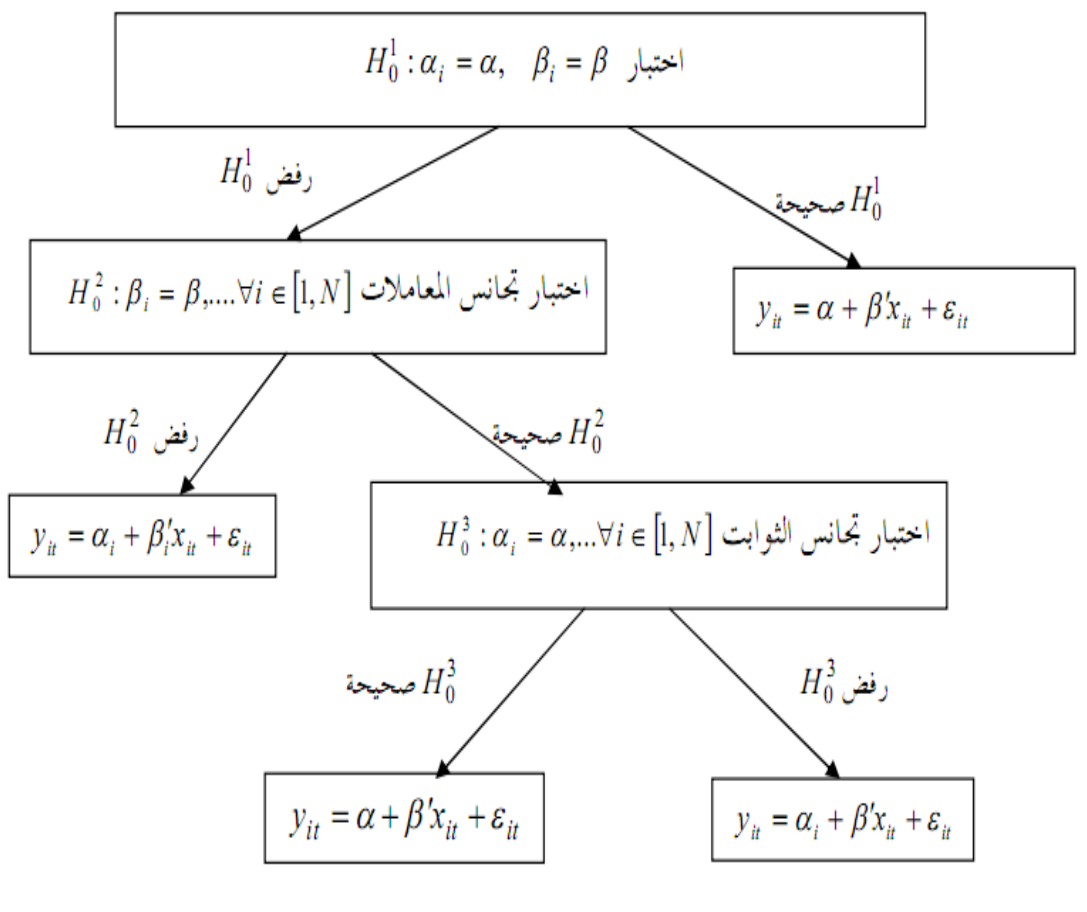 اختبار $H_0^1 : \alpha_i = \alpha, \quad \beta_i = \beta$
رفض $H_0^1$
$H_0^1$ صحيحة
اختبار تجانس المعاملات $H_0^2 : \beta_i = \beta,....\forall i \in [1, N]$
$y_{it} = \alpha + \beta' x_{it} + \varepsilon_{it}$
رفض $H_0^2$
$H_0^2$ صحيحة
$y_{it} = \alpha_i + \beta_i' x_{it} + \varepsilon_{it}$
اختبار تجانس الثوابت $H_0^3 : \alpha_i = \alpha,...\forall i \in [1, N]$
رفض $H_0^3$
$H_0^3$ صحيحة
$y_{it} = \alpha_i + \beta' x_{it} + \varepsilon_{it}$
$y_{it} = \alpha + \beta' x_{it} + \varepsilon_{it}$